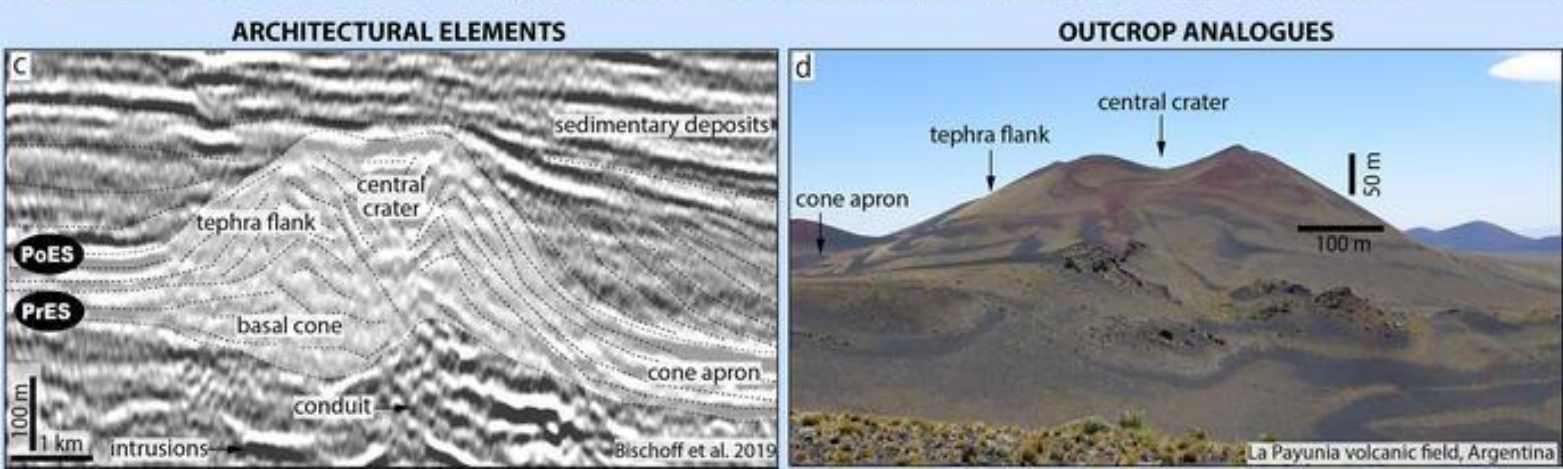 ARCHITECTURAL ELEMENTS
OUTCROP ANALOGUES
c
sedimentary deposits
central
crater
tephra flank
PoES
PrES
basal cone
cone apron
conduit
100 m
1 km
intrusions
Bischoff et al. 2019
d
central crater
tephra flank
cone apron
50 m
100 m
La Payunia volcanic field, Argentina